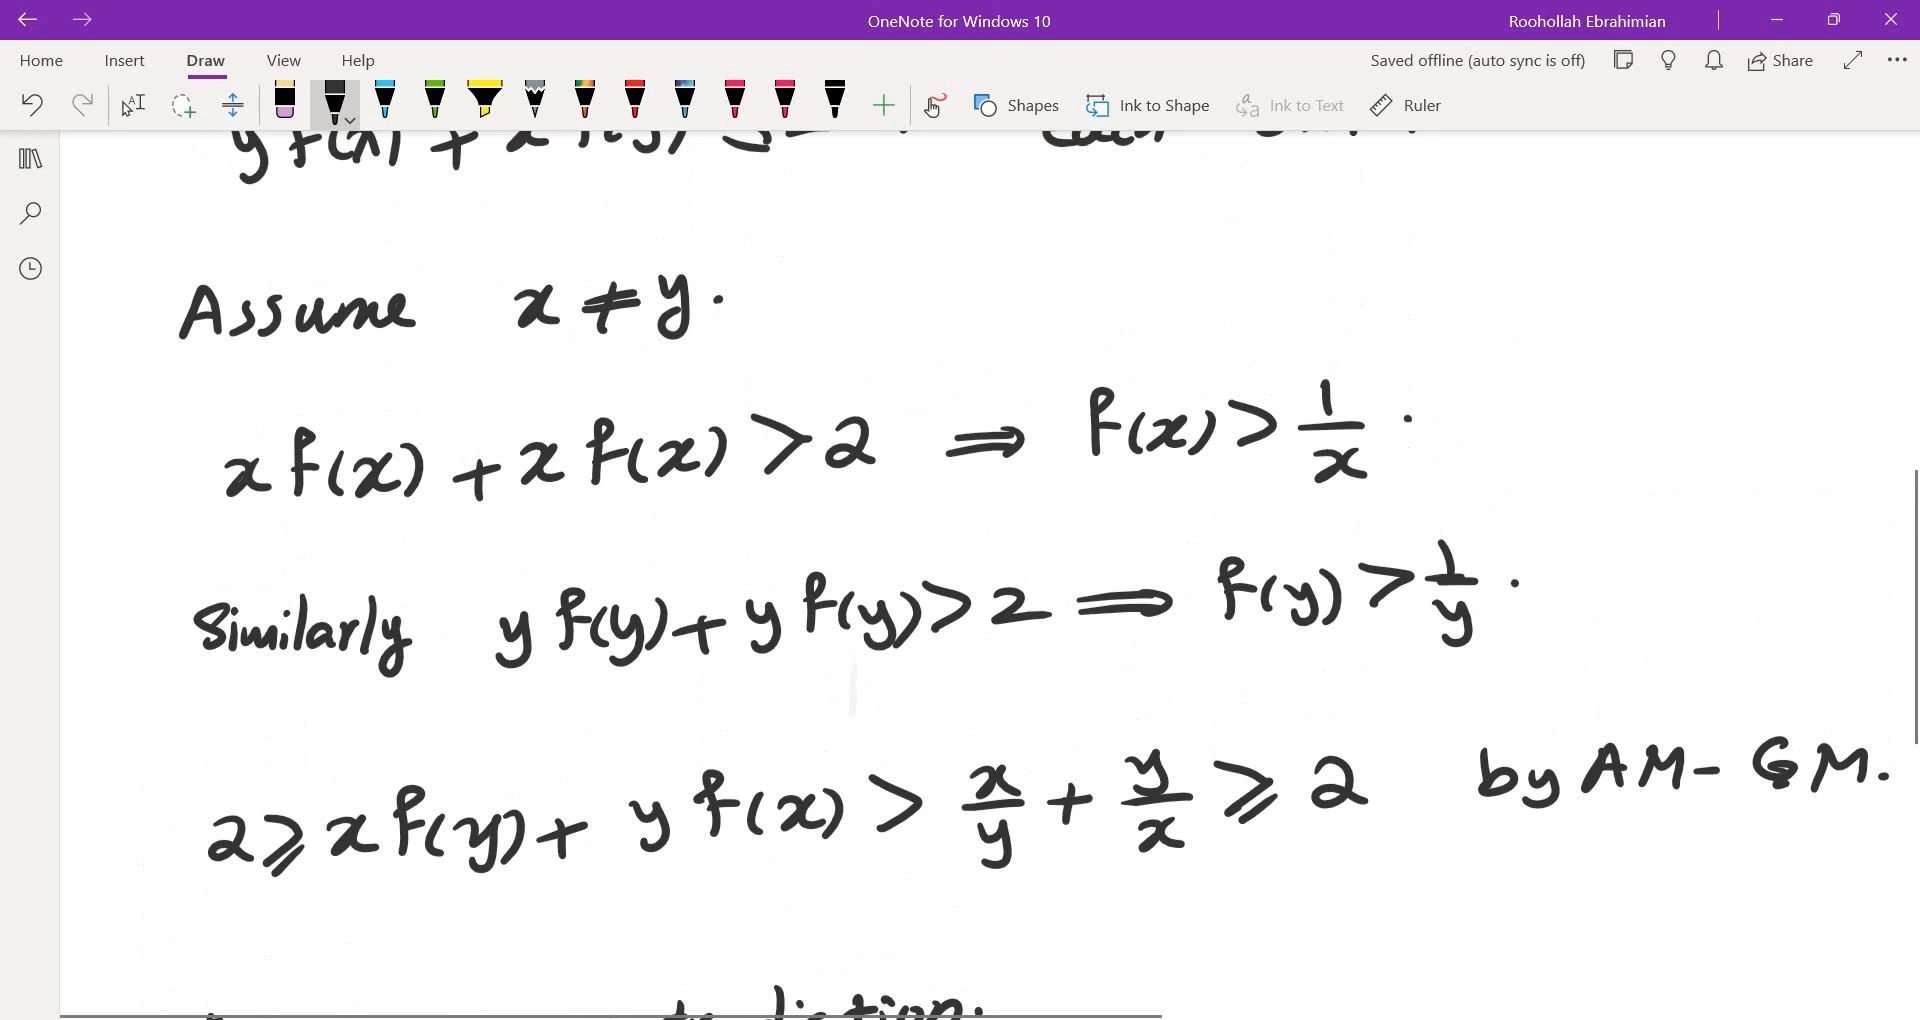 OneNote for Windows 10
Roohollah Ebrahimian
Home Insert Draw View Help
Saved offline (auto sync is off) Share
Shapes Ink to Shape Ink to Text Ruler
y f(x) + x f(y) ≤ 2
Assume x ≠ y.
x f(x) + x f(x) > 2 ⇒ f(x) > 1/x.
Similarly y f(y) + y f(y) > 2 ⇒ f(y) > 1/y.
2 ≥ x f(y) + y f(x) > x/y + y/x ≥ 2 by AM-GM.